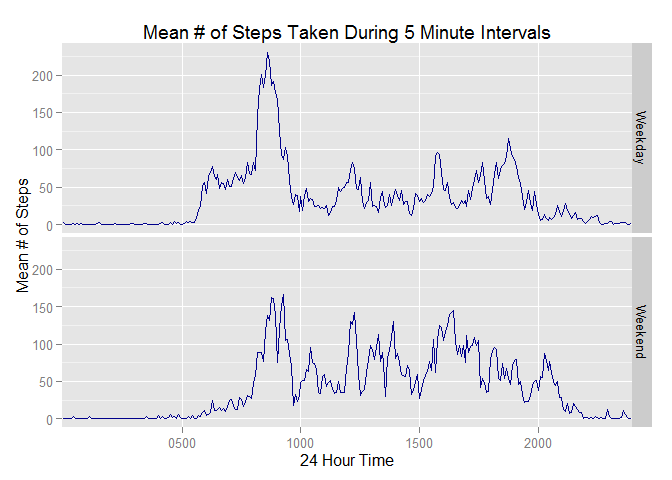 Mean # of Steps Taken During 5 Minute Intervals
Mean # of Steps
200
150
100
50
0
Weekday
200
150
100
50
0
Weekend
0500
1000
1500
2000
24 Hour Time